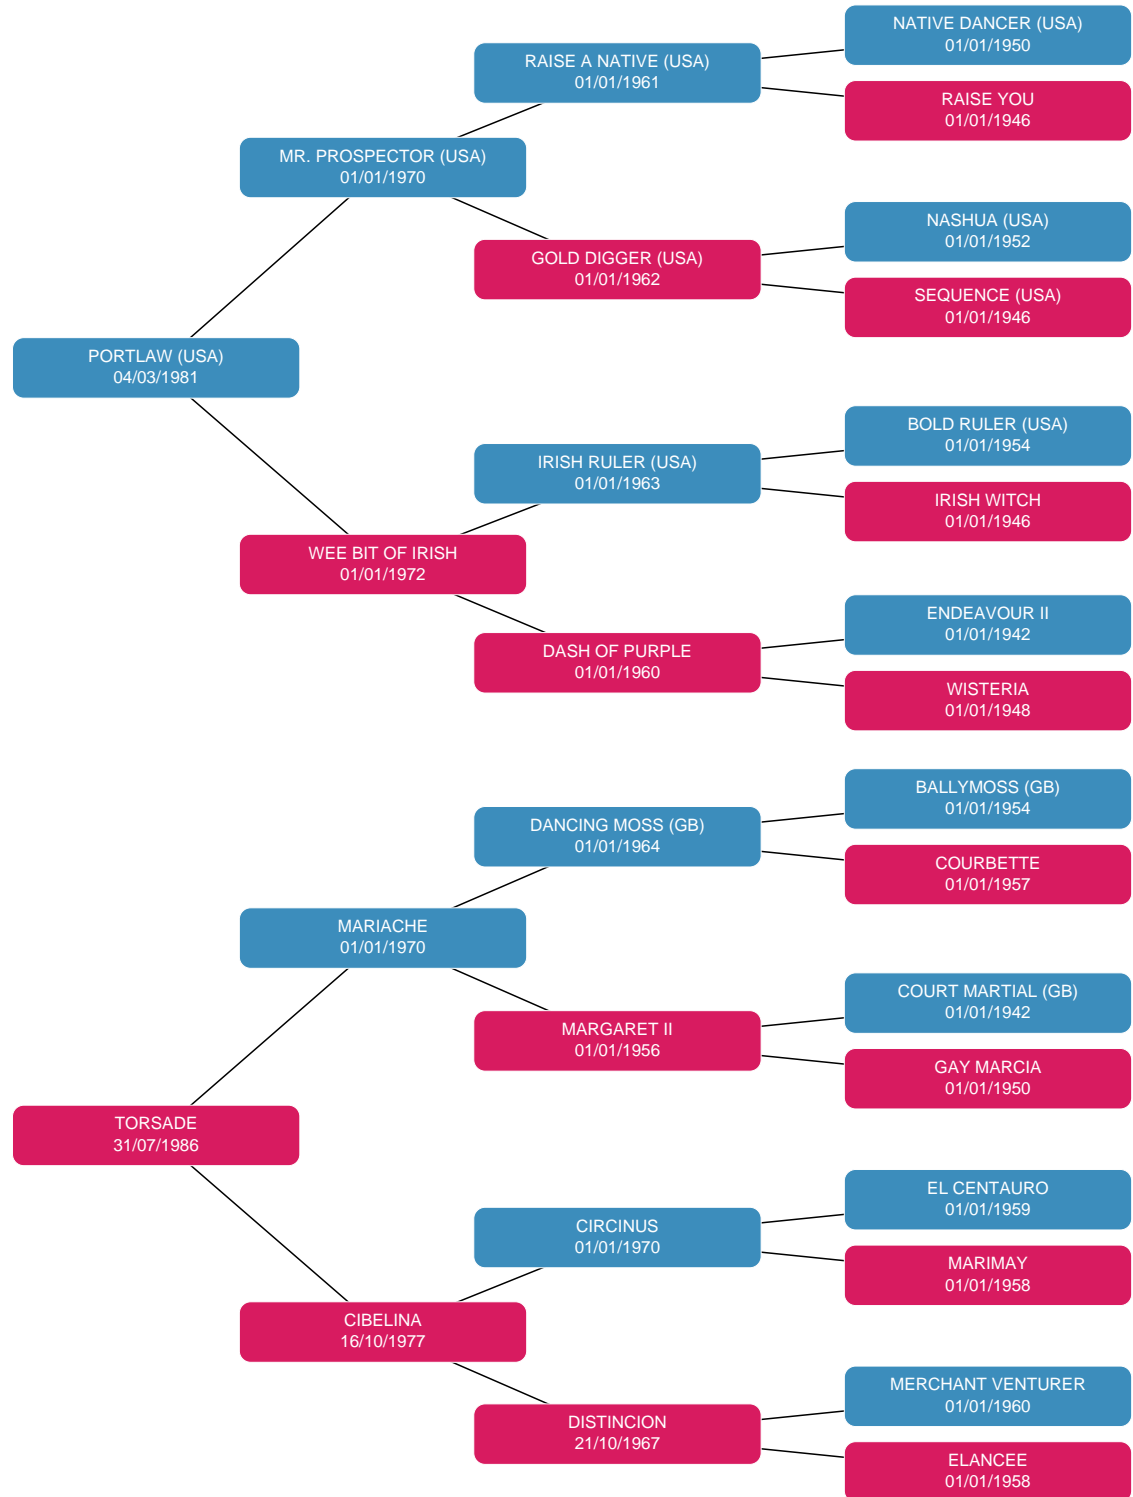 NATIVE DANCER (USA)
01/01/1950
RAISE A NATIVE (USA)
01/01/1961
RAISE YOU
01/01/1946
MR. PROSPECTOR (USA)
01/01/1970
NASHUA (USA)
01/01/1952
GOLD DIGGER (USA)
01/01/1962
SEQUENCE (USA)
01/01/1946
PORTLAW (USA)
04/03/1981
BOLD RULER (USA)
01/01/1954
IRISH RULER (USA)
01/01/1963
IRISH WITCH
01/01/1946
WEE BIT OF IRISH
01/01/1972
ENDEAVOUR II
01/01/1942
DASH OF PURPLE
01/01/1960
WISTERIA
01/01/1948
BALLYMOSS (GB)
01/01/1954
DANCING MOSS (GB)
01/01/1964
COURBETTE
01/01/1957
MARIACHE
01/01/1970
COURT MARTIAL (GB)
01/01/1942
MARGARET II
01/01/1956
GAY MARCIA
01/01/1950
TORSADE
31/07/1986
EL CENTAURO
01/01/1959
CIRCINUS
01/01/1970
MARIMAY
01/01/1958
CIBELINA
16/10/1977
MERCHANT VENTURER
01/01/1960
DISTINCION
21/10/1967
ELANCEE
01/01/1958